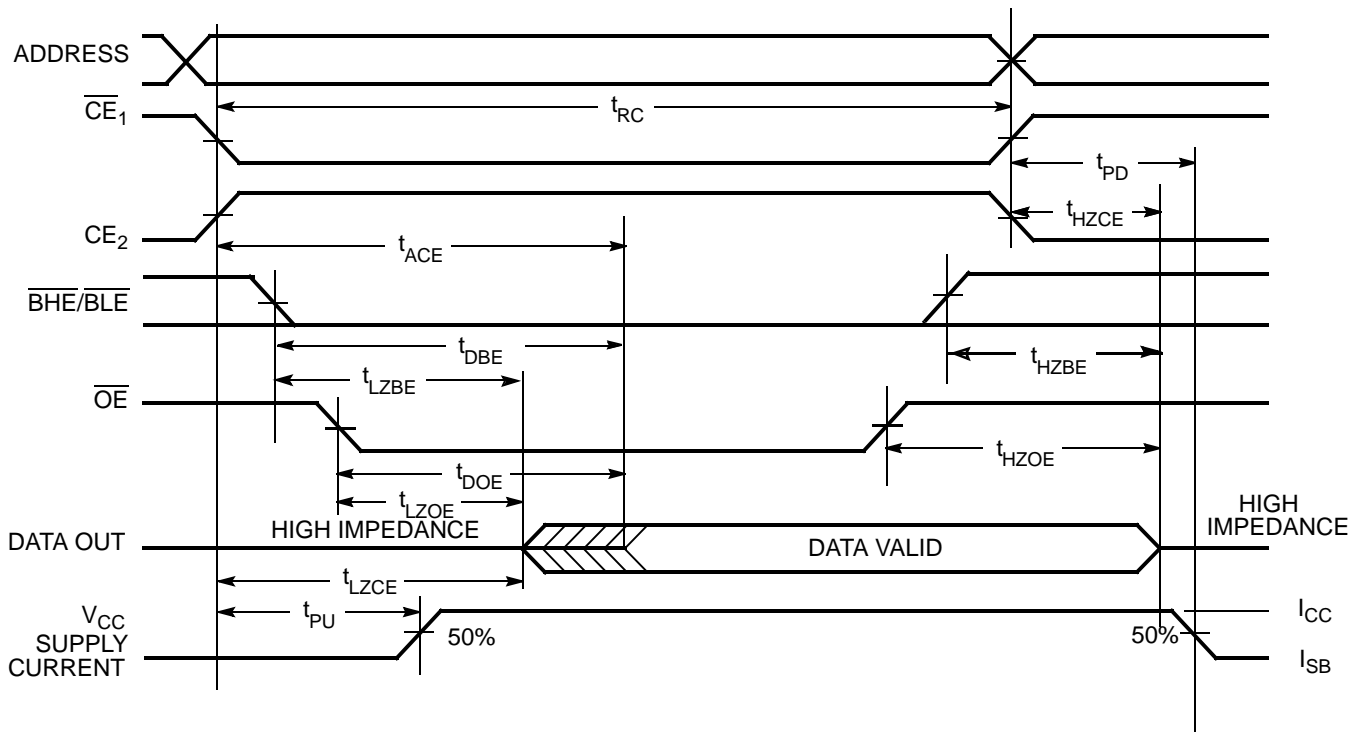 ADDRESS
CE1
tRC
tPD
tHZCE
CE2
tACE
BHE/BLE
tDBE
tHZBE
tLZBE
OE
tHZOE
tDOE
tLZOE
HIGH IMPEDANCE
HIGH
IMPEDANCE
DATA OUT
DATA VALID
tLZCE
VCC
SUPPLY
CURRENT
tPU
50%
50%
ICC
ISB